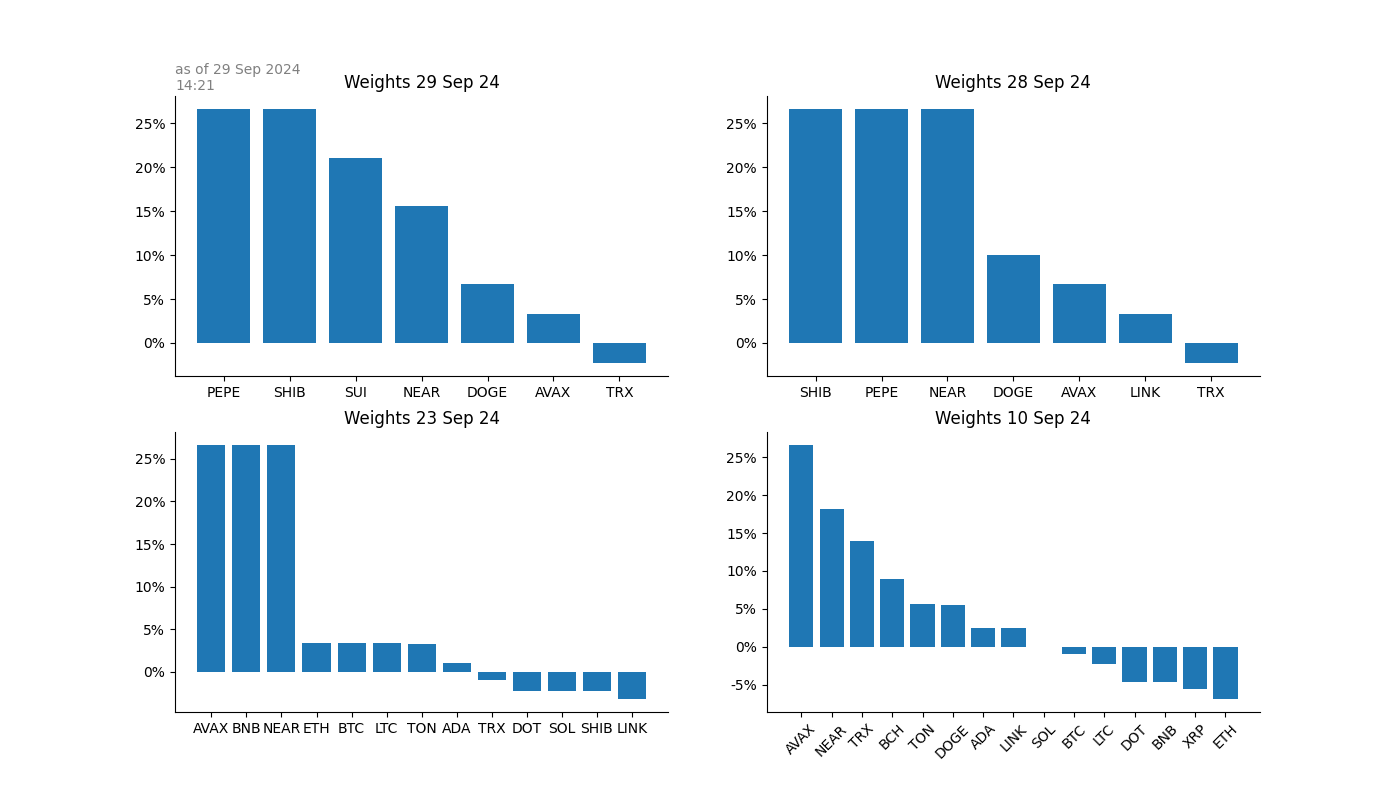 as of 29 Sep 2024
14:21
Weights 29 Sep 24
25%
20%
15%
10%
5%
0%
PEPE SHIB SUI NEAR DOGE AVAX TRX
Weights 28 Sep 24
25%
20%
15%
10%
5%
0%
SHIB PEPE NEAR DOGE AVAX LINK TRX
Weights 23 Sep 24
25%
20%
15%
10%
5%
0%
AVAX BNB NEAR ETH BTC LTC TON ADA TRX DOT SOL SHIB LINK
Weights 10 Sep 24
25%
20%
15%
10%
5%
0%
-5%
AVAX NEAR TRX BCH TON DOGE ADA LINK SOL BTC LTC DOT BNB XRP ETH